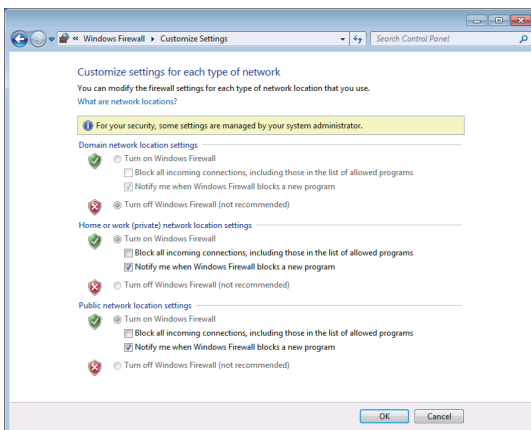 « Windows Firewall ▸ Customize Settings
Search Control Panel
Customize settings for each type of network
You can modify the firewall settings for each type of network location that you use.
What are network locations?
For your security, some settings are managed by your system administrator.
Domain network location settings
Turn on Windows Firewall
Block all incoming connections, including those in the list of allowed programs
Notify me when Windows Firewall blocks a new program
Turn off Windows Firewall (not recommended)
Home or work (private) network location settings
Turn on Windows Firewall
Block all incoming connections, including those in the list of allowed programs
Notify me when Windows Firewall blocks a new program
Turn off Windows Firewall (not recommended)
Public network location settings
Turn on Windows Firewall
Block all incoming connections, including those in the list of allowed programs
Notify me when Windows Firewall blocks a new program
Turn off Windows Firewall (not recommended)
OK Cancel